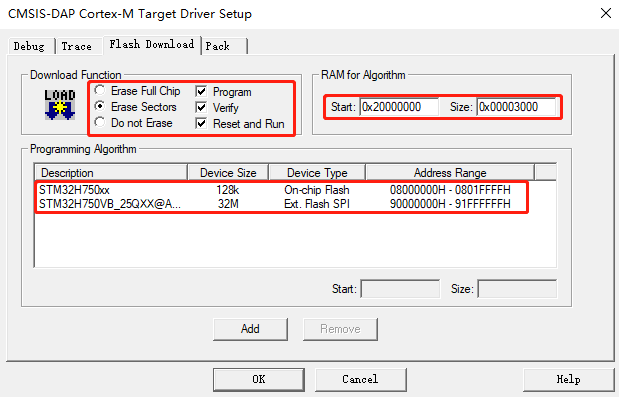 CMSIS-DAP Cortex-M Target Driver Setup
Debug Trace Flash Download Pack
Download Function
LOAD
Erase Full Chip
Erase Sectors
Do not Erase
Program
Verify
Reset and Run
RAM for Algorithm
Start: 0x20000000 Size: 0x00003000
Programming Algorithm
Description Device Size Device Type Address Range
STM32H750xx 128k On-chip Flash 08000000H - 0801FFFFH
STM32H750VB_25QXX@A... 32M Ext. Flash SPI 90000000H - 91FFFFFFH
Start: Size:
Add Remove
OK Cancel Help